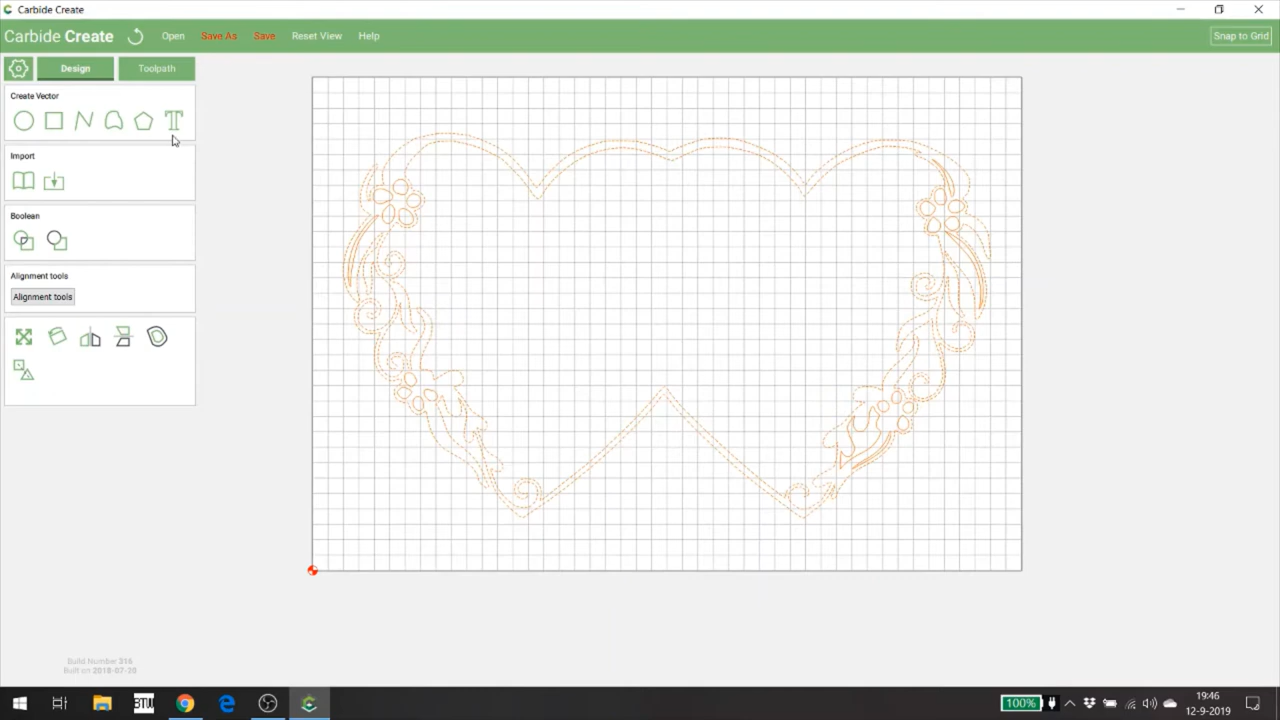 Carbide Create
Carbide Create
Open
Save As
Save
Reset View
Help
Snap to Grid
Design
Toolpath
Create Vector
T
Import
Boolean
Alignment tools
Alignment tools
Build Number 316
Built on 2018-07-20
BTW
100%
19:46
12-9-2019